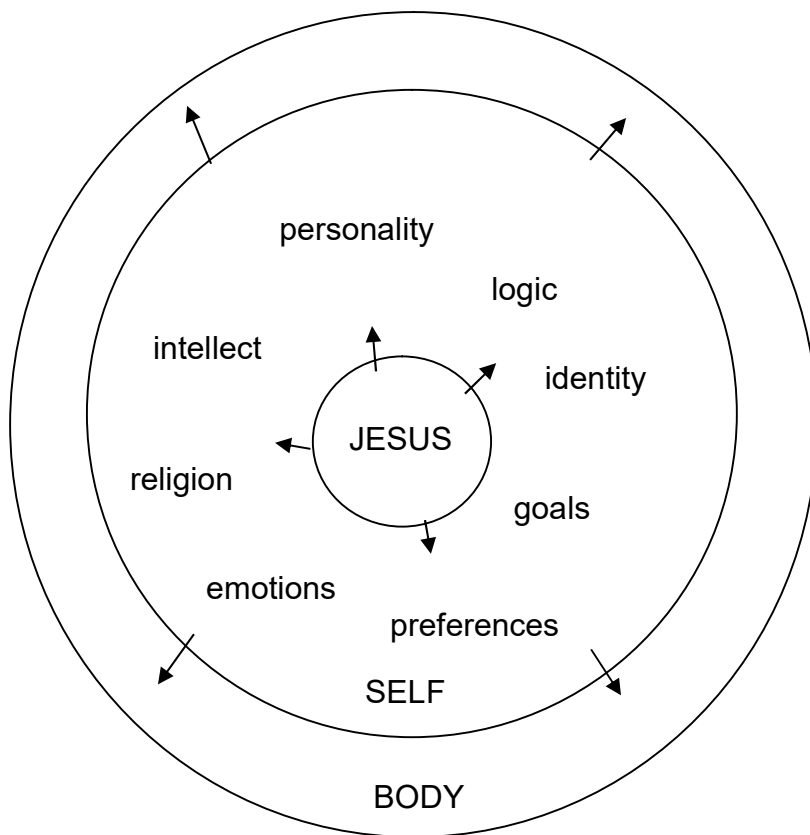 personality
logic
intellect
identity
JESUS
religion
goals
emotions
preferences
SELF
BODY